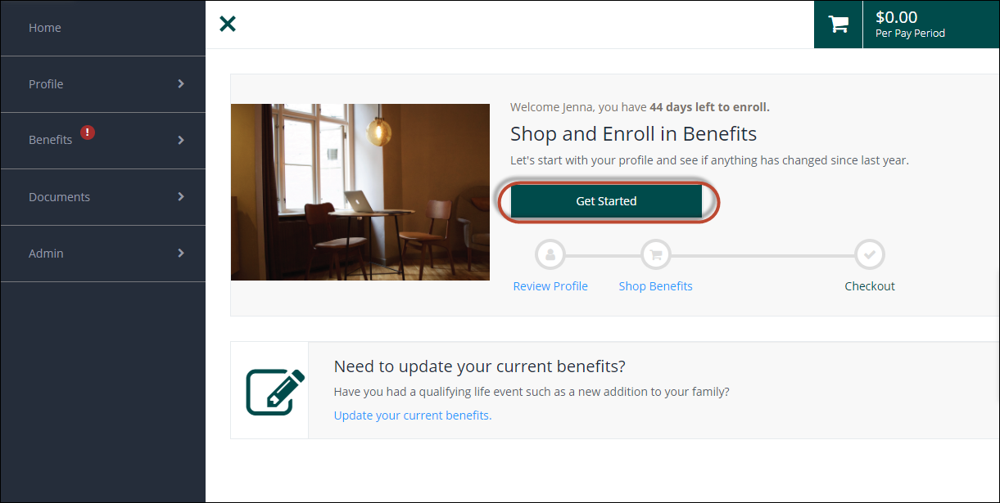 Home
Profile
Benefits !
Documents
Admin
$0.00
Per Pay Period
Welcome Jenna, you have 44 days left to enroll.
Shop and Enroll in Benefits
Let's start with your profile and see if anything has changed since last year.
Get Started
Review Profile
Shop Benefits
Checkout
Need to update your current benefits?
Have you had a qualifying life event such as a new addition to your family?
Update your current benefits.